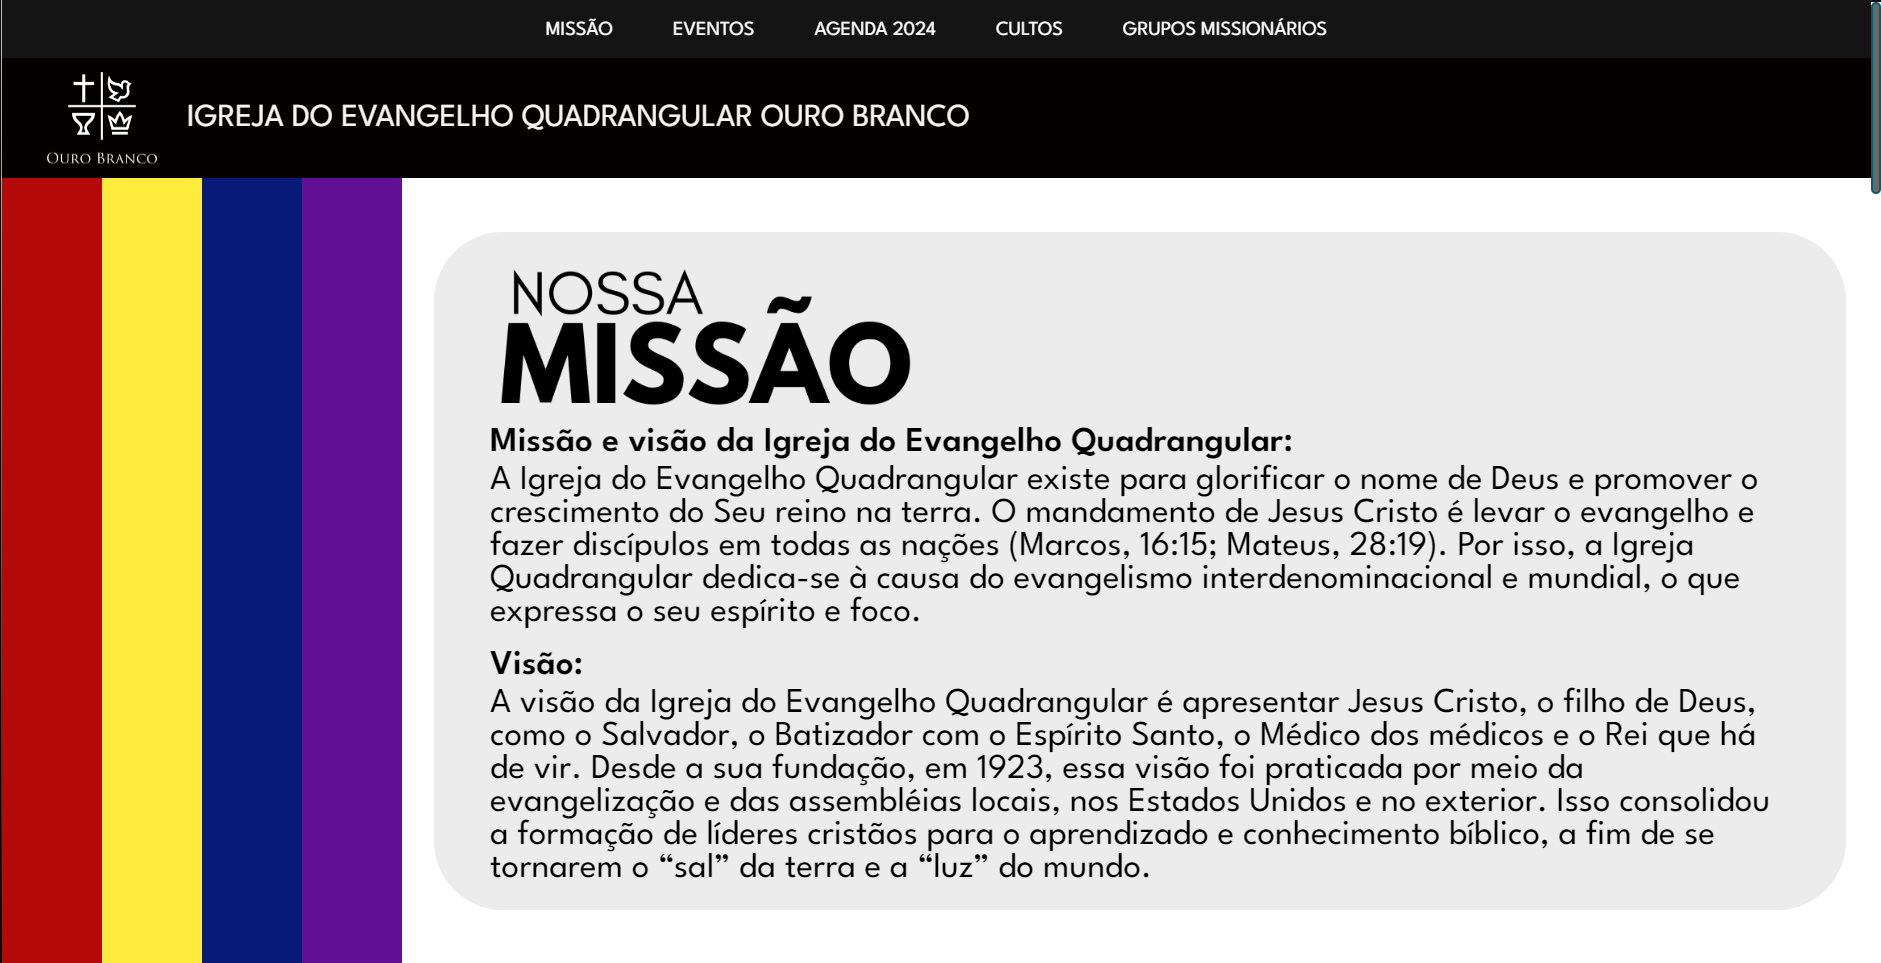 MISSÃO EVENTOS AGENDA 2024 CULTOS GRUPOS MISSIONÁRIOS
OURO BRANCO
IGREJA DO EVANGELHO QUADRANGULAR OURO BRANCO
NOSSA
MISSÃO
Missão e visão da Igreja do Evangelho Quadrangular:
A Igreja do Evangelho Quadrangular existe para glorificar o nome de Deus e promover o
crescimento do Seu reino na terra. O mandamento de Jesus Cristo é levar o evangelho e
fazer discípulos em todas as nações (Marcos, 16:15; Mateus, 28:19). Por isso, a Igreja
Quadrangular dedica-se à causa do evangelismo interdenominacional e mundial, o que
expressa o seu espírito e foco.
Visão:
A visão da Igreja do Evangelho Quadrangular é apresentar Jesus Cristo, o filho de Deus,
como o Salvador, o Batizador com o Espírito Santo, o Médico dos médicos e o Rei que há
de vir. Desde a sua fundação, em 1923, essa visão foi praticada por meio da
evangelização e das assembléias locais, nos Estados Unidos e no exterior. Isso consolidou
a formação de líderes cristãos para o aprendizado e conhecimento bíblico, a fim de se
tornarem o “sal” da terra e a “luz” do mundo.